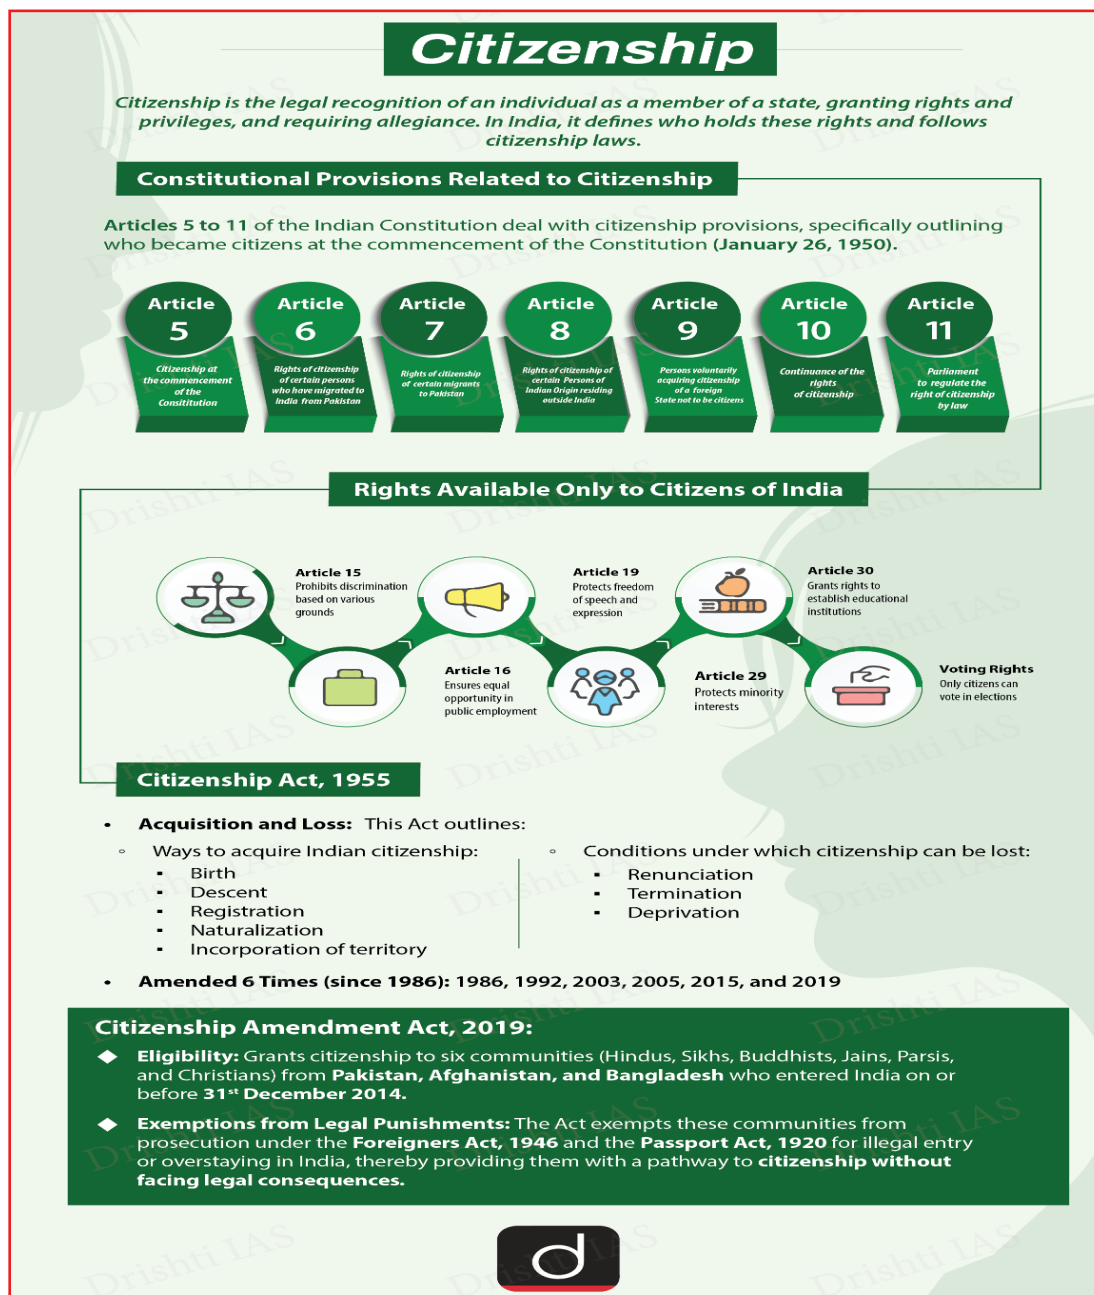 Citizenship
Citizenship is the legal recognition of an individual as a member of a state, granting rights and
privileges, and requiring allegiance. In India, it defines who holds these rights and follows
citizenship laws.
Constitutional Provisions Related to Citizenship
Articles 5 to 11 of the Indian Constitution deal with citizenship provisions, specifically outlining
who became citizens at the commencement of the Constitution (January 26, 1950).
Article
5
Citizenship at
the commencement
of the
Consititution
Article
6
Rights of citizenship
of certain persons
who have migrated to
India from Pakistan
Article
7
Rights of citizenship
of certain migrants
to Pakistan
Article
8
Rights of citizenship of
certain Persons of
Indian Origin residing
outside India
Article
9
Persons voluntarily
acquiring citizenship
of a foreign
State not to be citizens
Article
10
Continuance of the
rights
of citizenship
Article
11
Parliament
to regulate the
right of citizenship
by law
Rights Available Only to Citizens of India
Article 15
Prohibits discrimination
based on various
grounds
Article 16
Ensures equal
opportunity in
public employment
Article 19
Protects freedom
of speech and
expression
Article 29
Protects minority
interests
Article 30
Grants rights to
establish educational
institutions
Voting Rights
Only citizens can
vote in elections
Citizenship Act, 1955
• Acquisition and Loss: This Act outlines:
◦ Ways to acquire Indian citizenship:
▪ Birth
▪ Descent
▪ Registration
▪ Naturalization
▪ Incorporation of territory
◦ Conditions under which citizenship can be lost:
▪ Renunciation
▪ Termination
▪ Deprivation
• Amended 6 Times (since 1986): 1986, 1992, 2003, 2005, 2015, and 2019
Citizenship Amendment Act, 2019:
◆ Eligibility: Grants citizenship to six communities (Hindus, Sikhs, Buddhists, Jains, Parsis,
and Christians) from Pakistan, Afghanistan, and Bangladesh who entered India on or
before 31st December 2014.
◆ Exemptions from Legal Punishments: The Act exempts these communities from
prosecution under the Foreigners Act, 1946 and the Passport Act, 1920 for illegal entry
or overstaying in India, thereby providing them with a pathway to citizenship without
facing legal consequences.
d
Drishti IAS